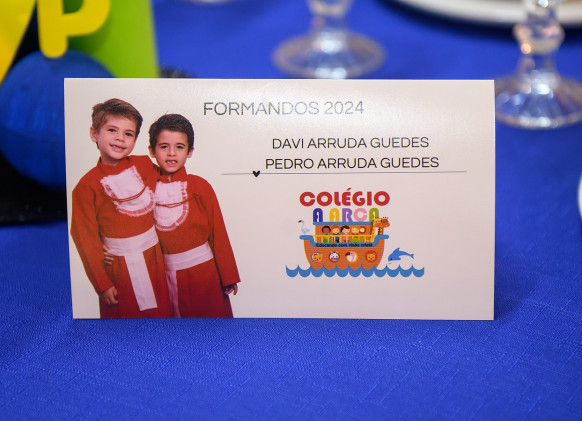 FORMANDOS 2024
DAVI ARRUDA GUEDES
PEDRO ARRUDA GUEDES
COLÉGIO
A ARCA